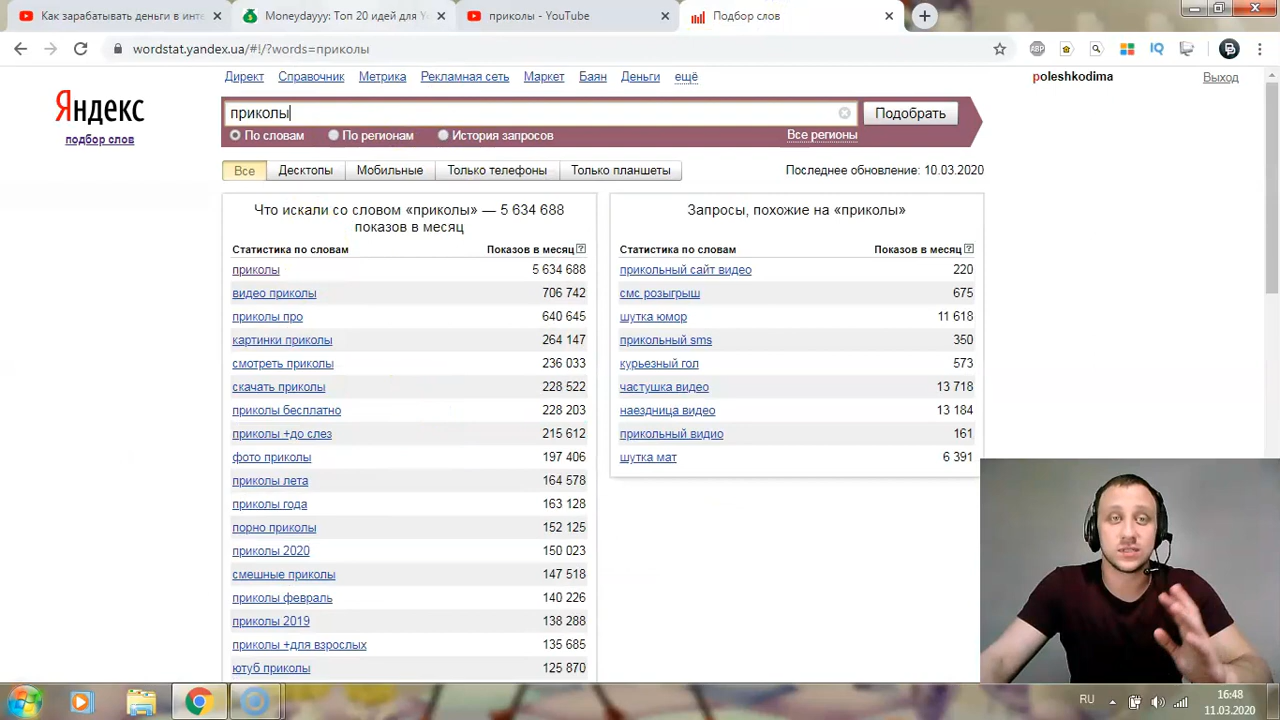 Как зарабатывать деньги в инте
Moneydayyy: Топ 20 идей для Y
приколы - YouTube
Подбор слов
wordstat.yandex.ua/#!/?words=приколы
Директ Справочник Метрика Рекламная сеть Маркет Баян Деньги ещё
poleshkodima Выход
Яндекс
подбор слов
приколы
Подобрать
По словам По регионам История запросов Все регионы
Все Десктопы Мобильные Только телефоны Только планшеты
Последнее обновление: 10.03.2020
Что искали со словом «приколы» — 5 634 688
показов в месяц
Статистика по словам Показов в месяц ?
приколы 5 634 688
видео приколы 706 742
приколы про 640 645
картинки приколы 264 147
смотреть приколы 236 033
скачать приколы 228 522
приколы бесплатно 228 203
приколы +до слез 215 612
фото приколы 197 406
приколы лета 164 578
приколы года 163 128
порно приколы 152 125
приколы 2020 150 023
смешные приколы 147 518
приколы февраль 140 226
приколы 2019 138 288
приколы +для взрослых 135 685
ютуб приколы 125 870
Запросы, похожие на «приколы»
Статистика по словам Показов в месяц ?
прикольный сайт видео 220
смс розыгрыш 675
шутка юмор 11 618
прикольный sms 350
курьезный гол 573
частушка видео 13 718
наездница видео 13 184
прикольный видио 161
шутка мат 6 391
ABP
IQ
RU
16:48
11.03.2020